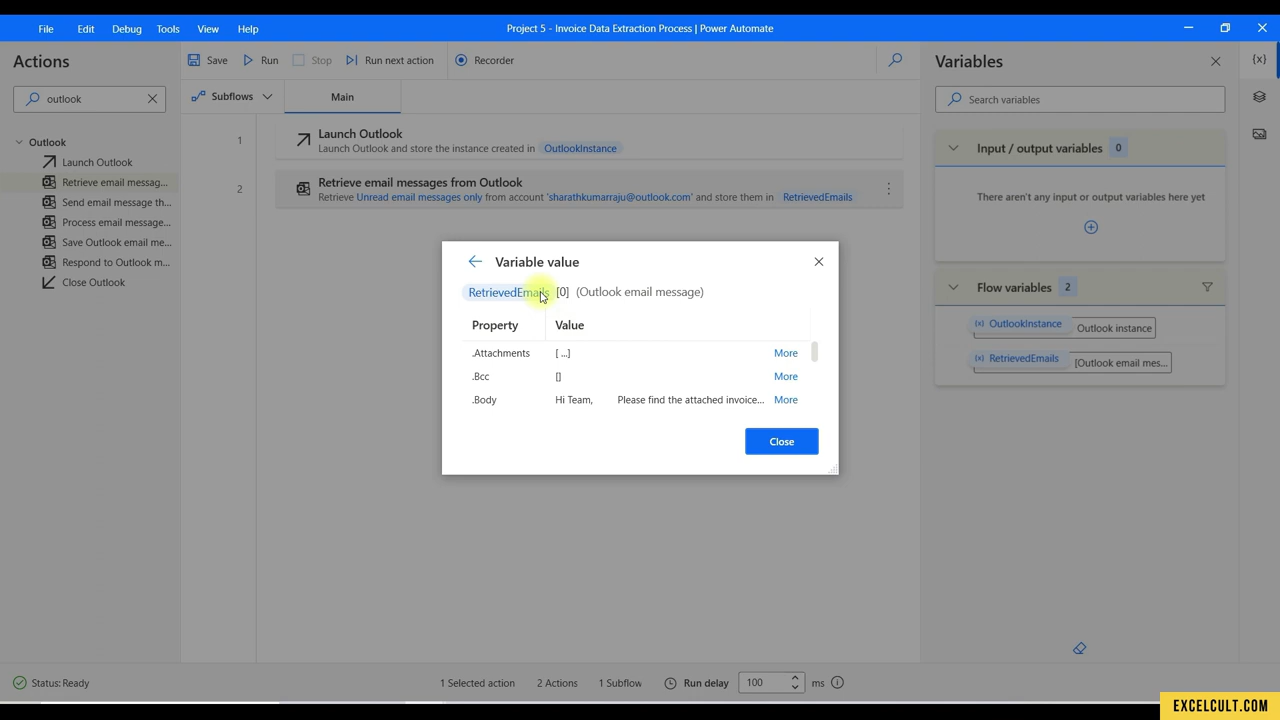 File Edit Debug Tools View Help
Project 5 - Invoice Data Extraction Process | Power Automate
Actions
outlook
Outlook
Launch Outlook
Retrieve email messag...
Send email message th...
Process email message...
Save Outlook email me...
Respond to Outlook m...
Close Outlook
Save Run Stop Run next action Recorder
Subflows Main
1
Launch Outlook
Launch Outlook and store the instance created in OutlookInstance
2
Retrieve email messages from Outlook
Retrieve Unread email messages only from account 'sharathkumarraju@outlook.com' and store them in RetrievedEmails
Variable value
RetrievedEmails [0] (Outlook email message)
Property Value
.Attachments [ ...] More
.Bcc [] More
.Body Hi Team, Please find the attached invoice... More
Close
Variables
{x}
Search variables
Input / output variables 0
There aren't any input or output variables here yet
Flow variables 2
{x} OutlookInstance Outlook instance
{x} RetrievedEmails [Outlook email mes...
Status: Ready 1 Selected action 2 Actions 1 Subflow Run delay 100 ms
EXCELCULT.COM